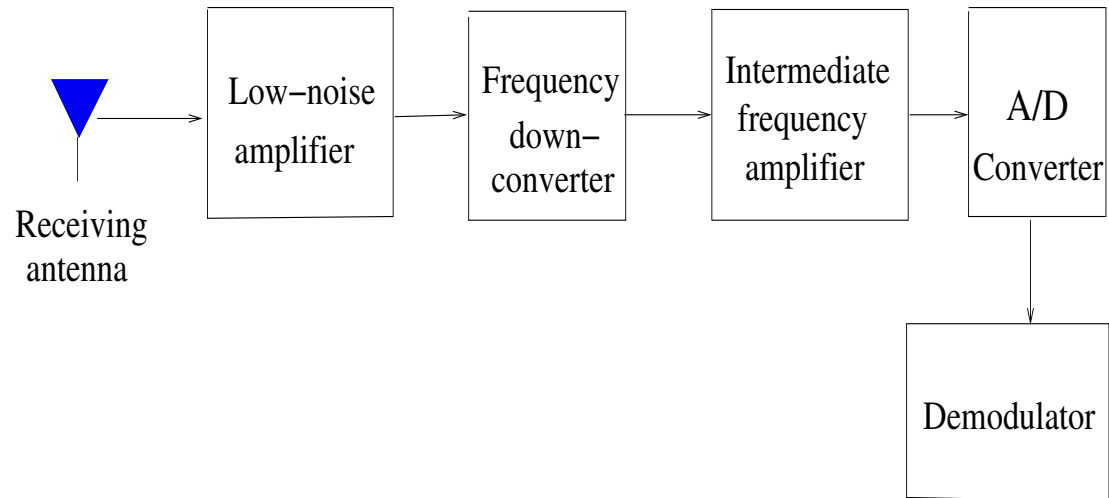 Receiving
antenna
Low−noise
amplifier
Frequency
down−
converter
Intermediate
frequency
amplifier
A/D
Converter
Demodulator